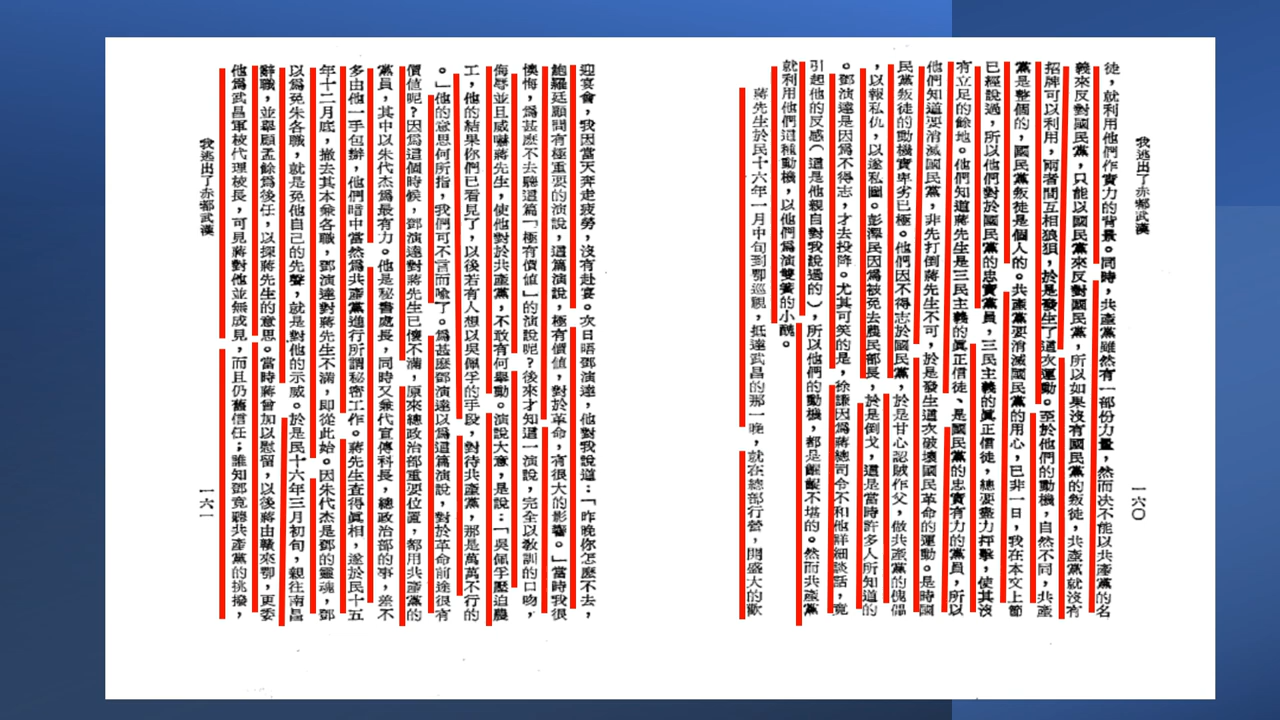 我逃出了赤都武漢
一六〇
徒，就利用他們作實力的背景。同時，共產黨雖然有一部份力量，然而決不能以共產黨的名
義來反對國民黨，只能以國民黨來反對國民黨，所以如果沒有國民黨的叛徒，共產黨就沒有
招牌可以利用，兩者間互相狼狽，於是發生了這次運動。至於他們的動機，自然不同，共產
黨是整個的，國民黨叛徒是個人的。共產黨要消滅國民黨的用心，已非一日，我在本文上節
已經說過，所以他們對於國民黨的忠實黨員，三民主義的眞正信徒，總要盡力抨擊，使其沒
有立足的餘地。他們知道蔣先生是三民主義的眞正信徒、是國民黨的忠實有力的黨員，所以
他們知道要消滅國民黨，非先打倒蔣先生不可，於是發生這次破壞國民革命的運動。是時國
民黨叛徒的動機實卑劣已極。他們因不得志於國民黨，於是甘心認賊作父，做共產黨的傀儡
，以報私仇，以遂私圖。彭澤民因爲被免去農民部長，於是倒戈，這是當時許多人所知道的
。鄧演達是因爲不得志，才去投降。尤其可笑的是，徐謙因爲蔣總司令不和他詳細談話，竟
引起他的反感（這是他親自對我說過的），所以他們的動機，都是齷齪不堪的。然而共產黨
就利用他們這種動機，以他們爲演雙簧的小醜。
蔣先生於民十六年一月中旬到鄂巡視，抵達武昌的那一晚，就在總部行營，開盛大的歡
迎宴會，我因當天奔走疲勞，沒有赴宴。次日晤鄧演達，他對我說道：「昨晚你怎麼不去，
鮑羅廷顧問有極重要的演說，這篇演說，極有價值，對於革命，有很大的影響。」當時我很
懊悔，爲甚麽不去聽這篇「極有價値」的演說呢？後來才知這一演說，完全以教訓的口吻，
侮辱並且威嚇蔣先生，使他對於共產黨，不敢有何舉動。演說大意，是說：「吳佩孚壓迫農
工，他的結果你們已看見了，以後若有人想以吳佩孚的手段，對待共產黨，那是萬萬不行的
。」他的意思何所指，我們可不言而喻了。爲甚麽鄧演達以爲這篇演說，對於革命前途很有
價值呢？因爲這個時候，鄧演達對蔣先生已懷不滿，原來總政治部重要位置，都用共產黨的
黨員，其中以朱代杰爲最有力。他是秘書處長，同時又兼代宣傳科長，總政治部的事，差不
多由他一手包辦，他們暗中當然爲共產黨進行所謂秘密工作。蔣先生查得眞相，遂於民十五
年十二月底，撤去其本兼各職，鄧演達對蔣先生不滿，即從此始。因朱代杰是鄧的靈魂，鄧
以爲免朱各職，就是免他自己的先聲，就是對他的示威。於是民十六年三月初旬，親往南昌
辭職，並舉顧孟餘爲後任，以探蔣先生的意思。當時蔣曾加以慰留，以後蔣由贛來鄂，更委
他爲武昌軍校代理校長，可見蔣對他並無成見，而且仍舊信任；誰知鄧竟聽共產黨的挑撥，
我逃出了赤都武漢
一六一